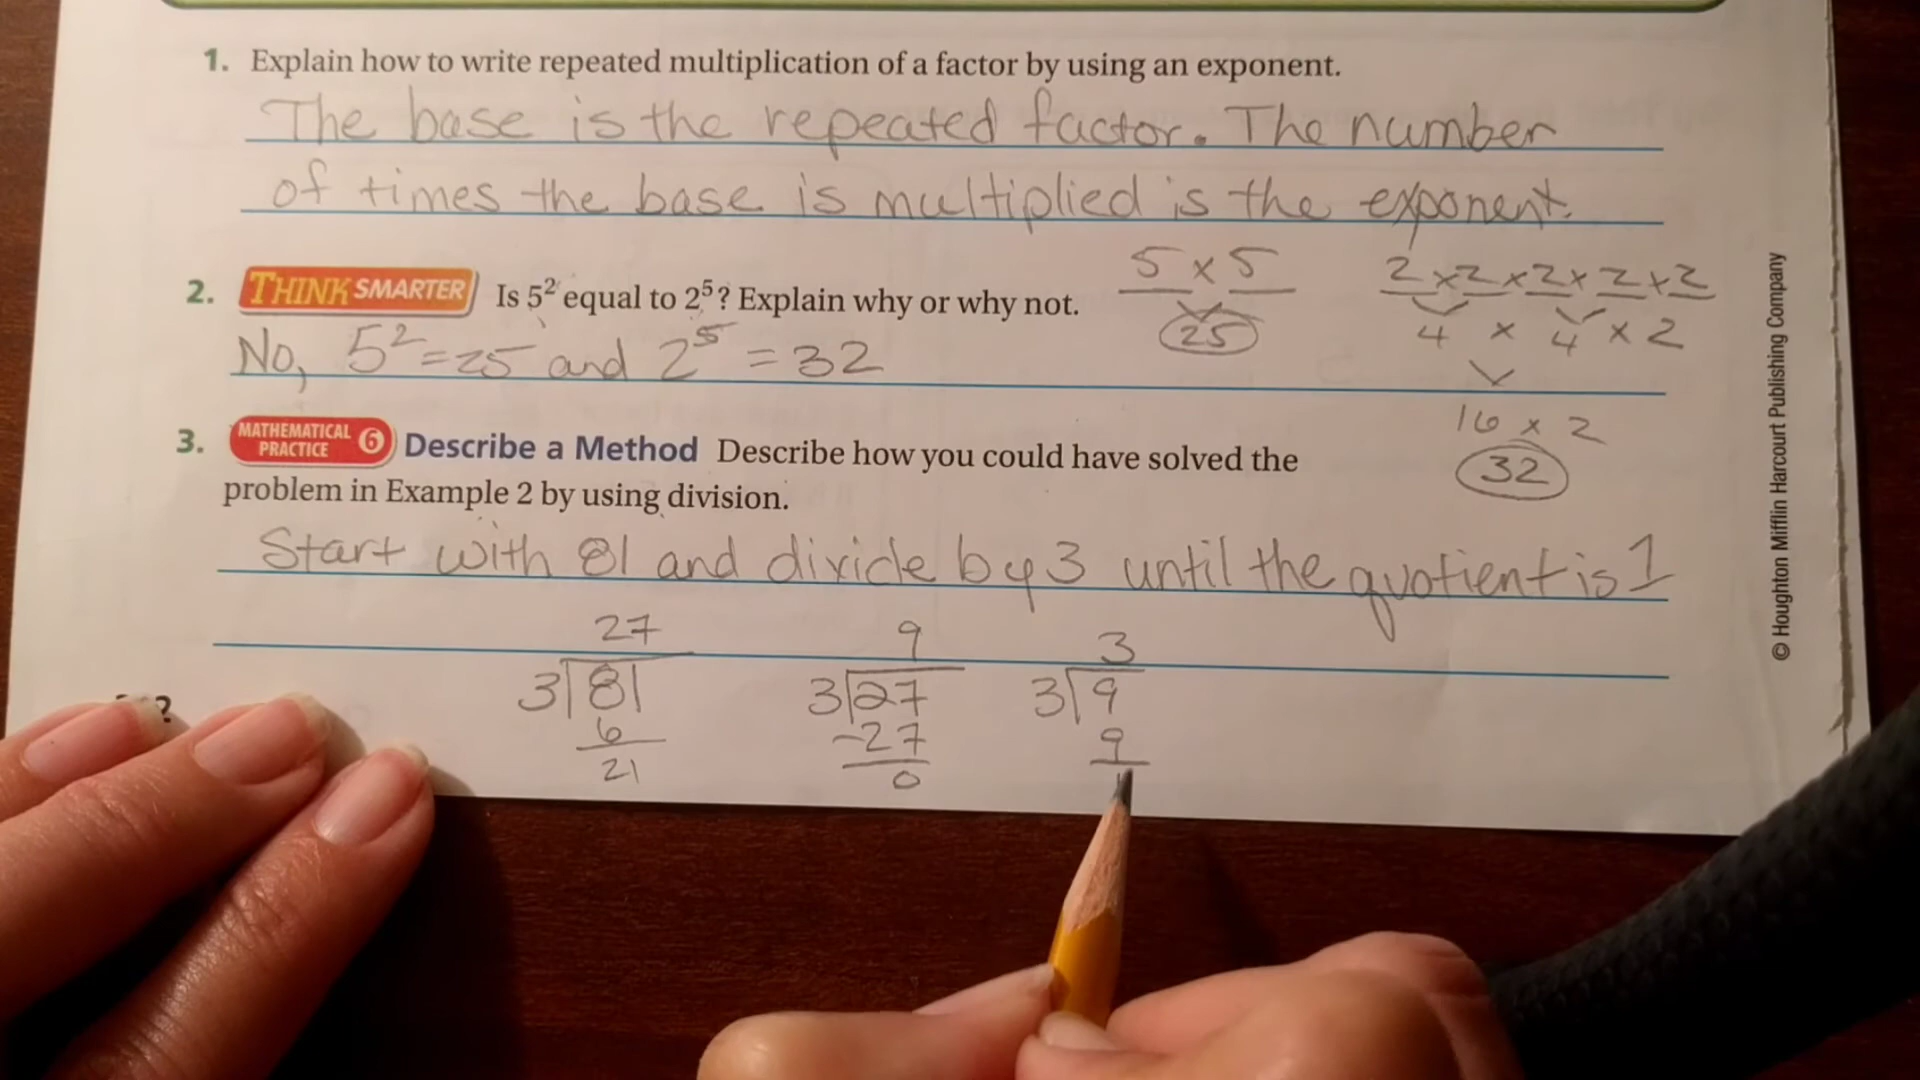 1. Explain how to write repeated multiplication of a factor by using an exponent.
The base is the repeated factor. The number
of times the base is multiplied is the exponent.
2. THINK SMARTER Is 5² equal to 2⁵? Explain why or why not.
5 x 5
25
2 x 2 x 2 x 2 x 2
4 x 4 x 2
16 x 2
32
No, 5² = 25 and 2⁵ = 32
3. MATHEMATICAL PRACTICE 6 Describe a Method Describe how you could have solved the
problem in Example 2 by using division.
Start with 81 and divide by 3 until the quotient is 1
27
3⟌81
6
21
9
3⟌27
-27
0
3
3⟌9
9
© Houghton Mifflin Harcourt Publishing Company